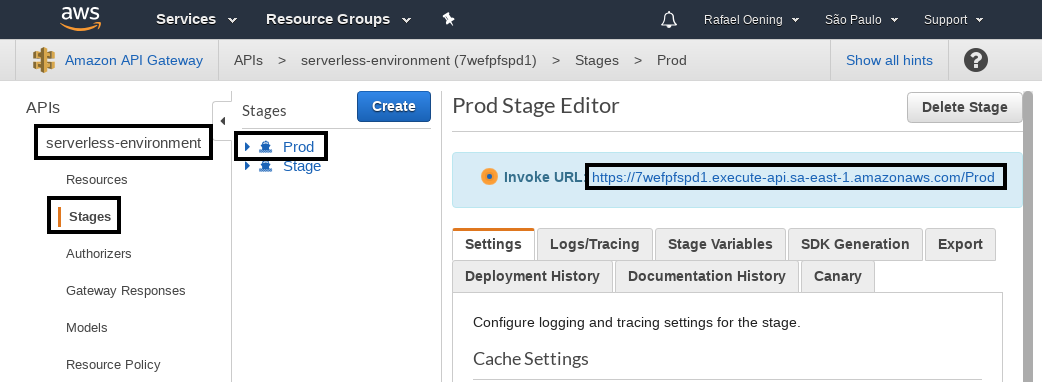 aws Services Resource Groups Rafael Oening São Paulo Support
Amazon API Gateway APIs > serverless-environment (7wefpfspd1) > Stages > Prod Show all hints ?
APIs
serverless-environment
Resources
Stages
Authorizers
Gateway Responses
Models
Resource Policy
Stages Create
Prod
Stage
Prod Stage Editor Delete Stage
Invoke URL: https://7wefpfspd1.execute-api.sa-east-1.amazonaws.com/Prod
Settings Logs/Tracing Stage Variables SDK Generation Export
Deployment History Documentation History Canary
Configure logging and tracing settings for the stage.
Cache Settings